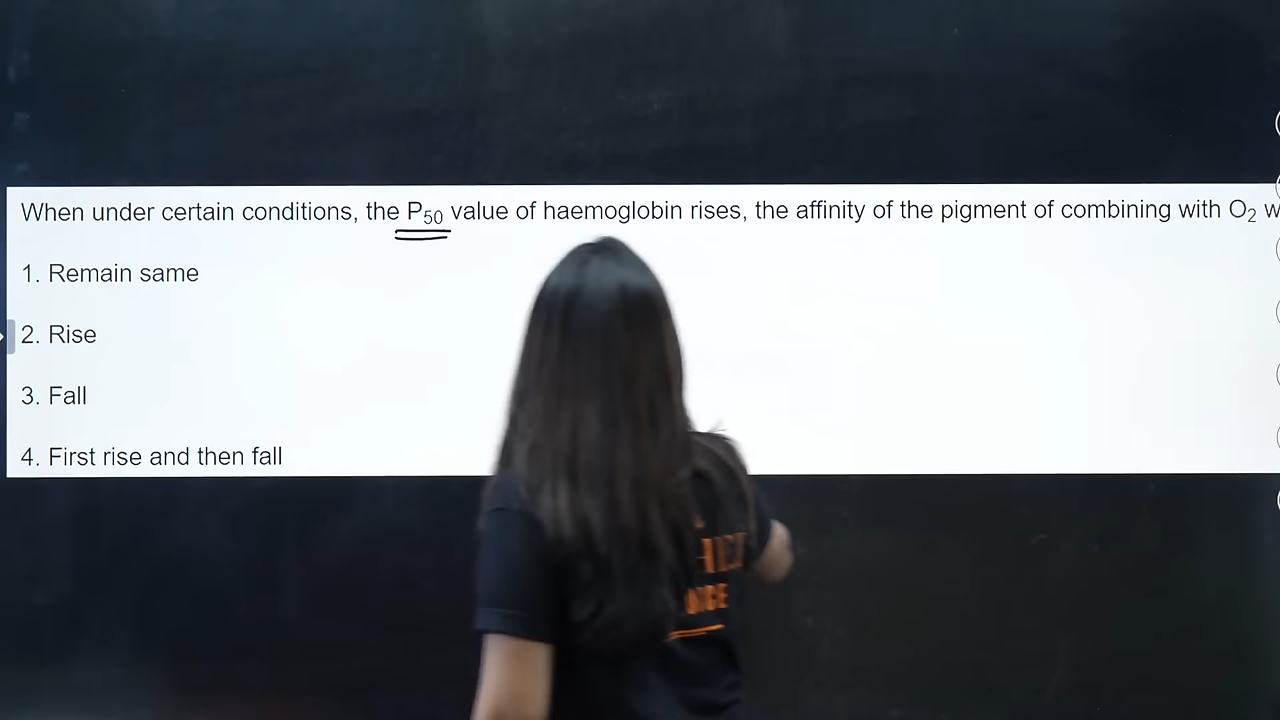 When under certain conditions, the P50 value of haemoglobin rises, the affinity of the pigment of combining with O2
1. Remain same
2. Rise
3. Fall
4. First rise and then fall